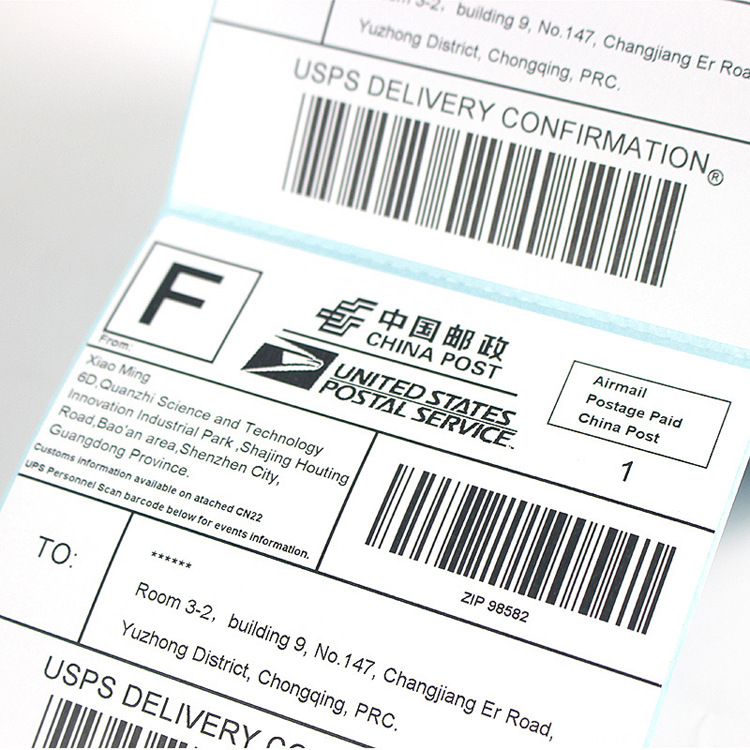 3-2, building 9, No.147, Changjiang Er Roa
Yuzhong District, Chongqing, PRC.
USPS DELIVERY CONFIRMATION®
F
中国邮政
CHINA POST
UNITED STATES
POSTAL SERVICE
Airmail
Postage Paid
China Post
1
From:
Xiao Ming
6D,Quanzhi Science and Technology
Innovation Industrial Park ,Shajing Houting
Road,Bao'an area,Shenzhen City,
Guangdong Province.
Customs information available on atached CN22
UPS Personnel Scan barcode below for events information.
ZIP 98582
TO:
******
Room 3-2, building 9, No.147, Changjiang Er Road,
Yuzhong District, Chongqing, PRC.
USPS DELIVERY CO